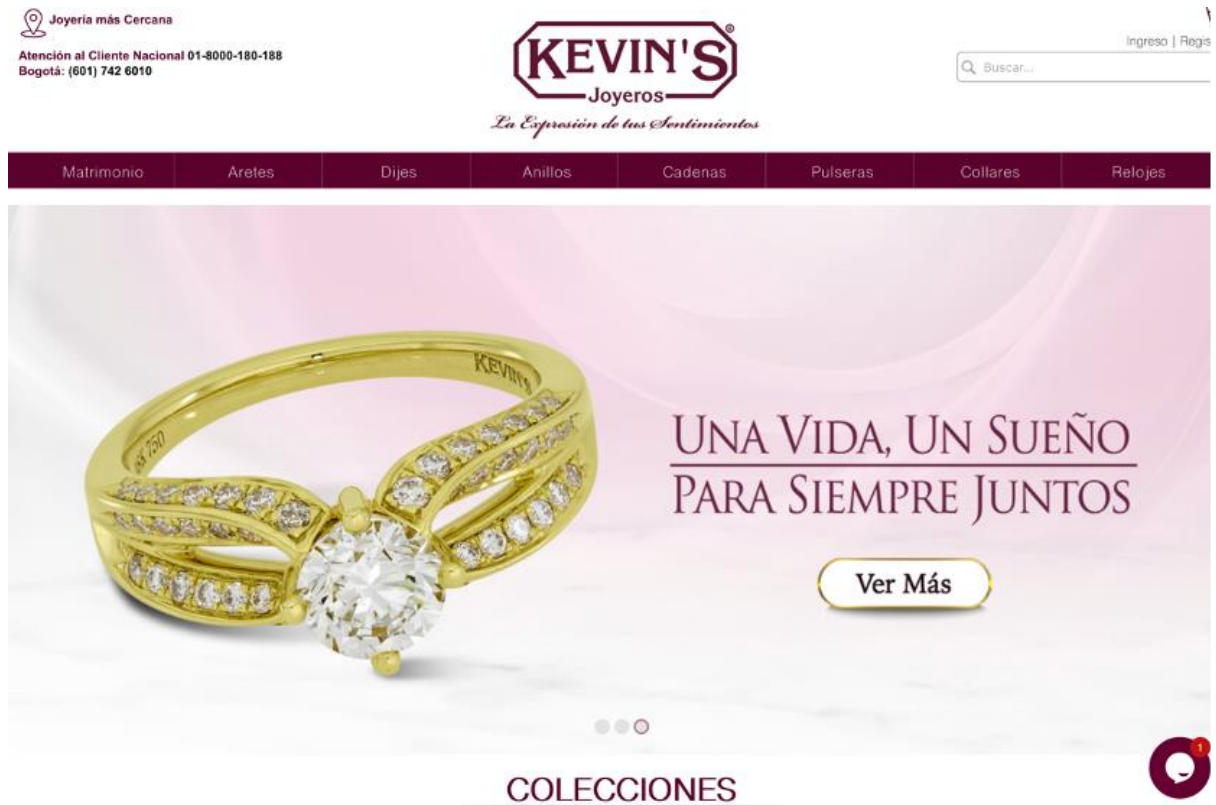 Joyería más Cercana
Atención al Cliente Nacional 01-8000-180-188
Bogotá: (601) 742 6010
KEVIN'S®
Joyeros
La Expresión de tus Sentimientos
Ingreso | Regis
Buscar...
Matrimonio Aretes Dijes Anillos Cadenas Pulseras Collares Relojes
KEVIN'S
750
UNA VIDA, UN SUEÑO
PARA SIEMPRE JUNTOS
Ver Más
1
COLECCIONES